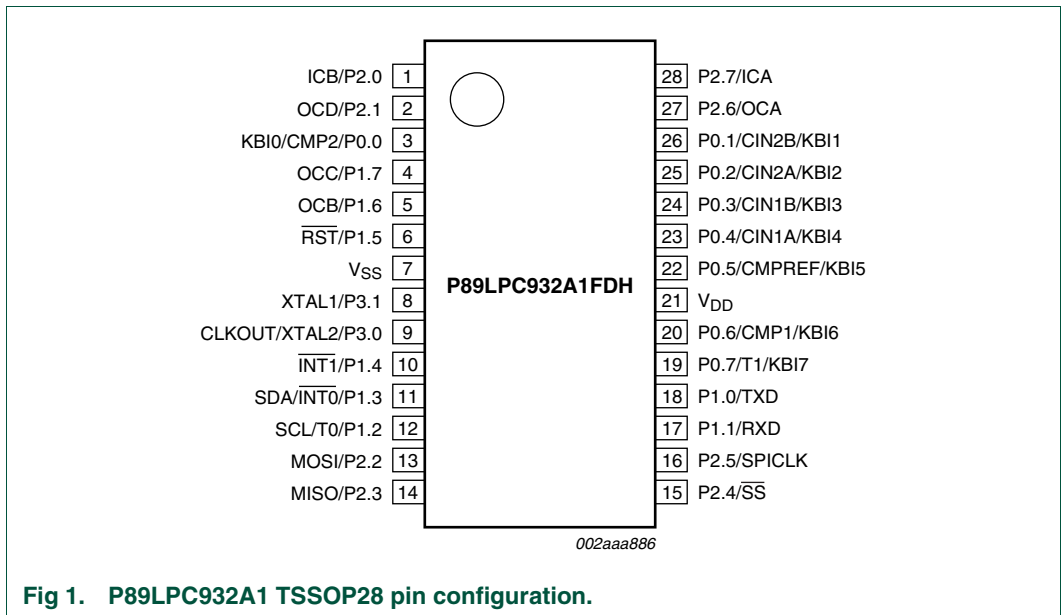 ICB/P2.0 1 28 P2.7/ICA
OCD/P2.1 2 27 P2.6/OCA
KBI0/CMP2/P0.0 3 26 P0.1/CIN2B/KBI1
OCC/P1.7 4 25 P0.2/CIN2A/KBI2
OCB/P1.6 5 24 P0.3/CIN1B/KBI3
RST/P1.5 6 23 P0.4/CIN1A/KBI4
VSS 7 22 P0.5/CMPREF/KBI5
P89LPC932A1FDH
XTAL1/P3.1 8 21 VDD
CLKOUT/XTAL2/P3.0 9 20 P0.6/CMP1/KBI6
INT1/P1.4 10 19 P0.7/T1/KBI7
SDA/INT0/P1.3 11 18 P1.0/TXD
SCL/T0/P1.2 12 17 P1.1/RXD
MOSI/P2.2 13 16 P2.5/SPICLK
MISO/P2.3 14 15 P2.4/SS
002aaa886
Fig 1. P89LPC932A1 TSSOP28 pin configuration.